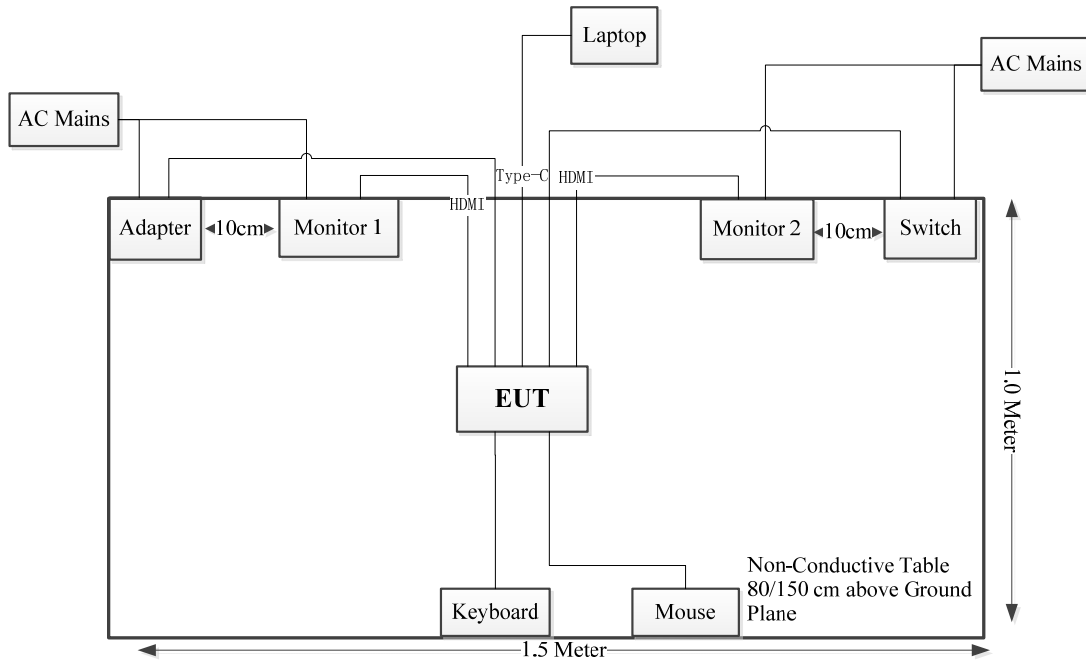 Laptop
AC Mains
AC Mains
Type-C
HDMI
HDMI
Adapter
10cm
Monitor 1
Monitor 2
10cm
Switch
EUT
1.0 Meter
Non-Conductive Table
80/150 cm above Ground
Plane
Keyboard
Mouse
1.5 Meter